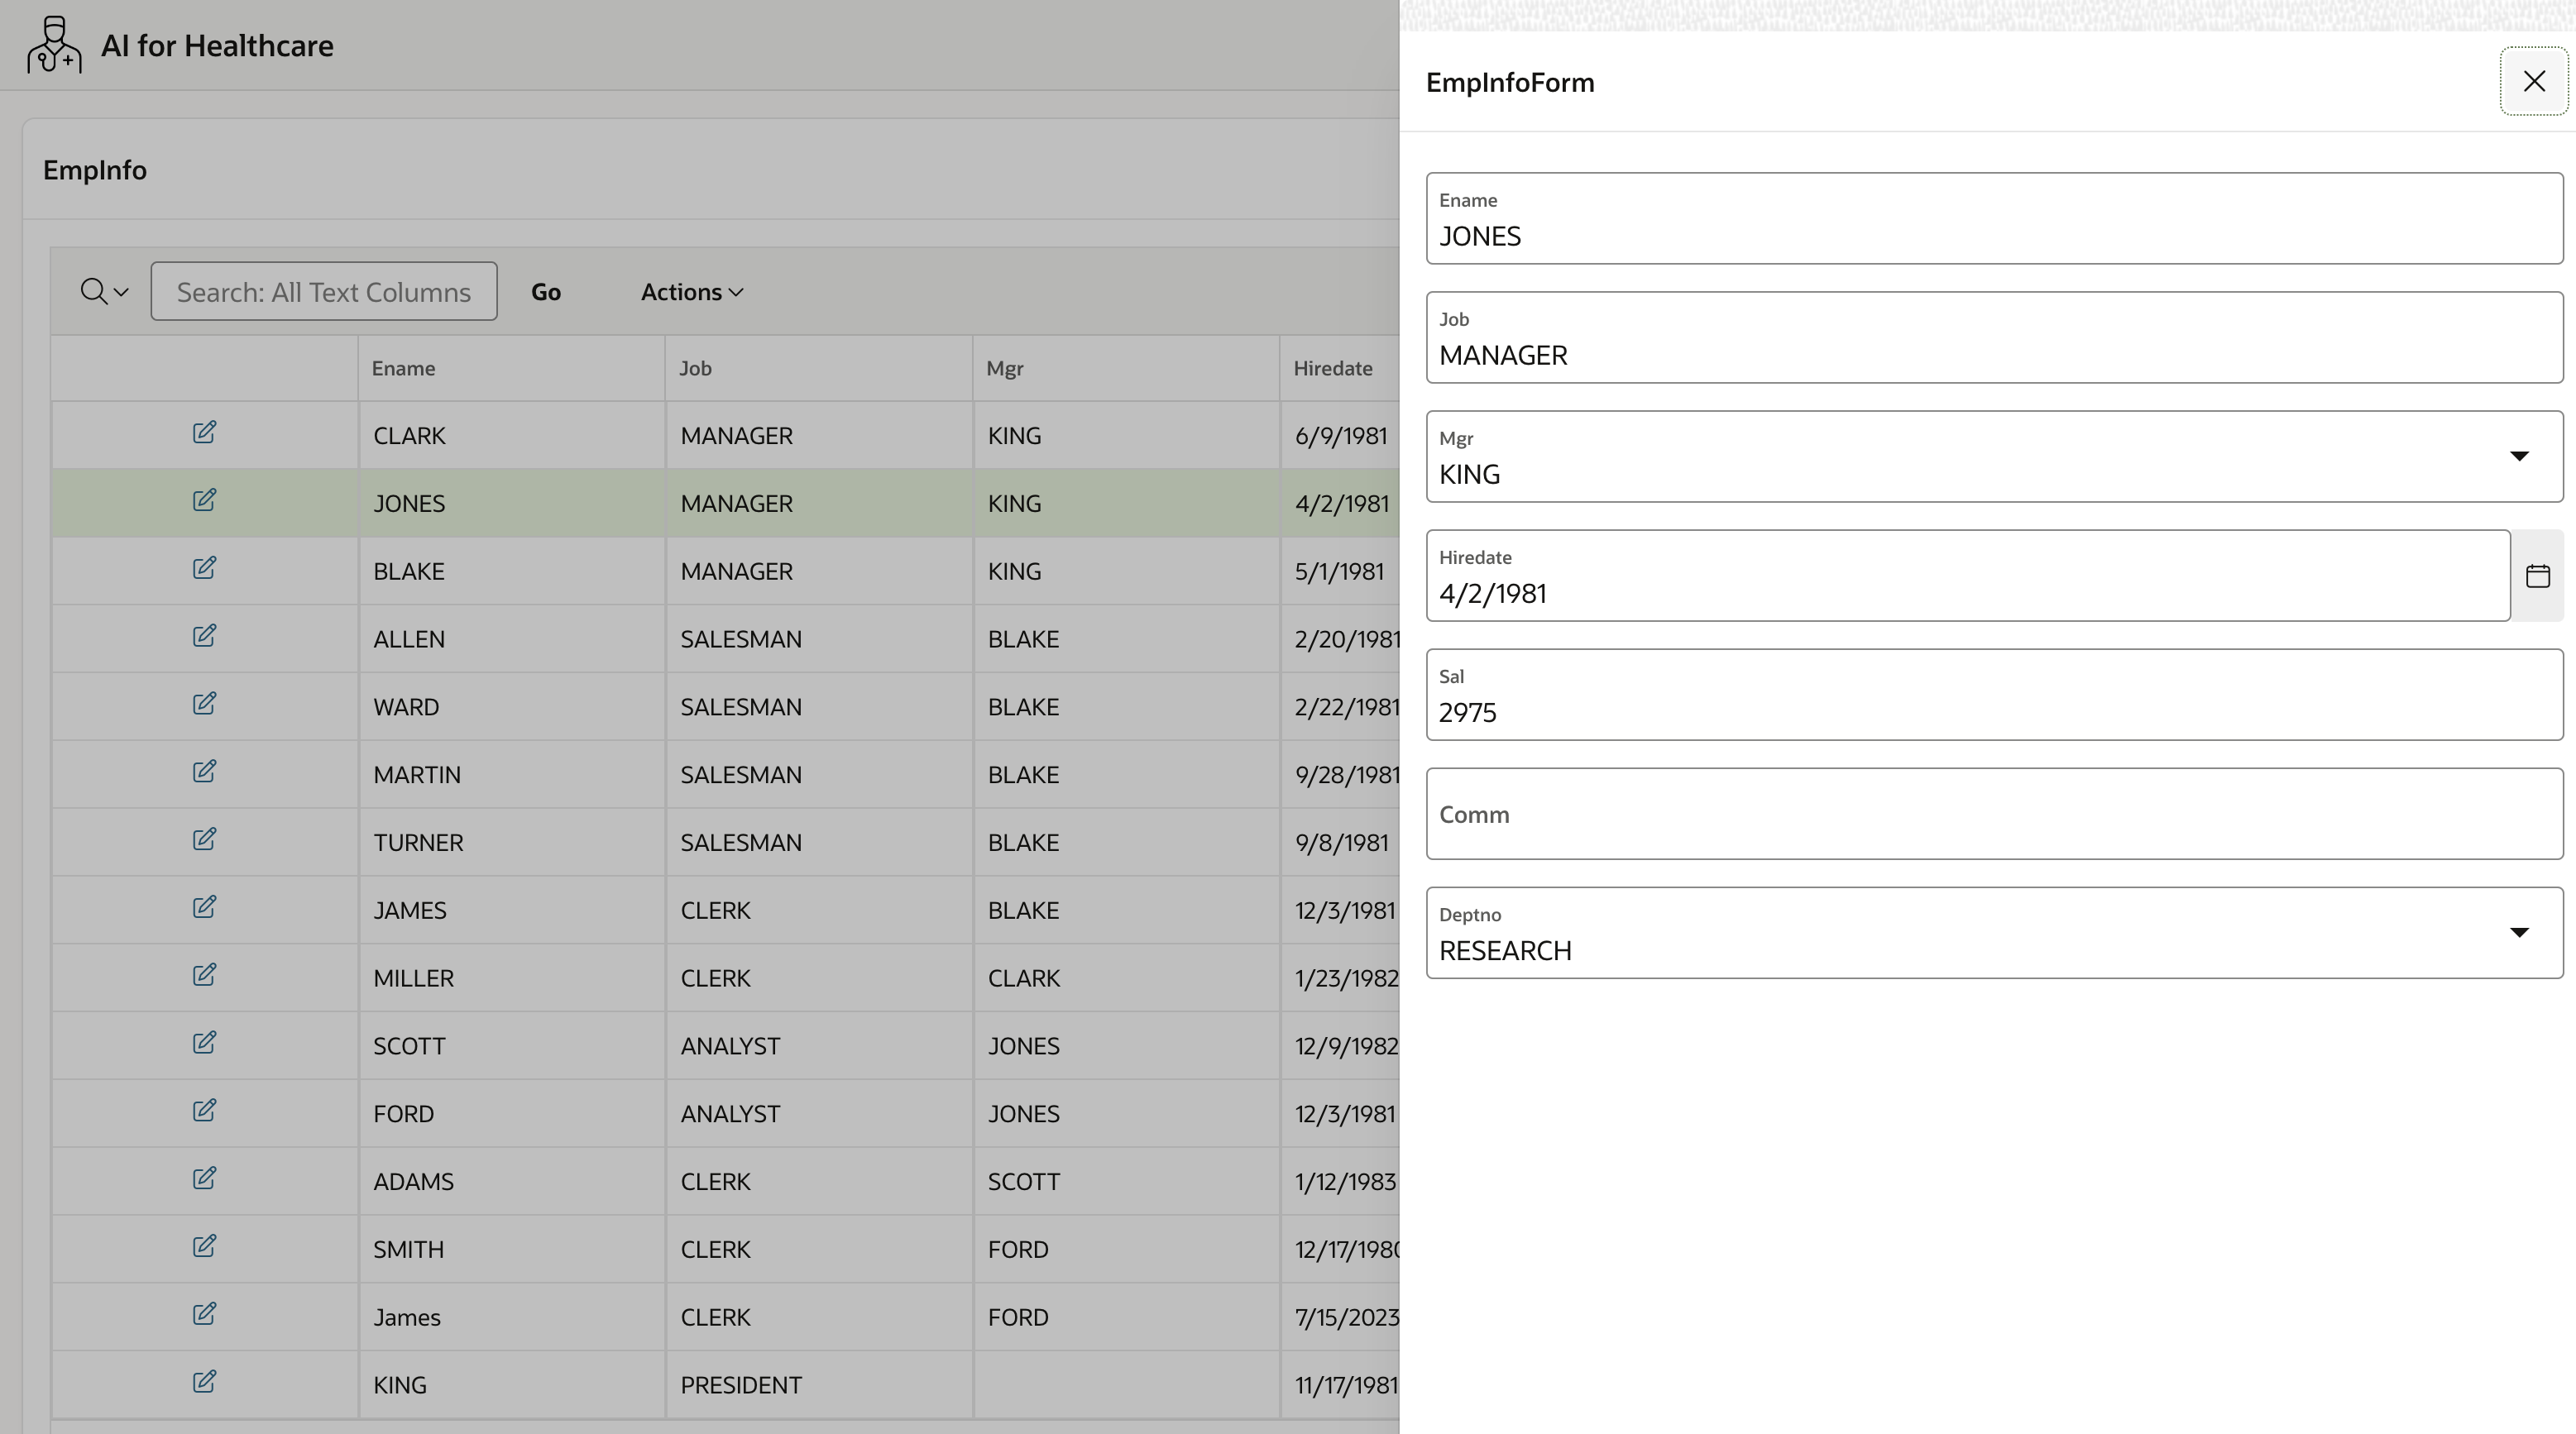 AI for Healthcare
EmpInfo
Search: All Text Columns Go Actions
Ename Job Mgr Hiredate
CLARK MANAGER KING 6/9/1981
JONES MANAGER KING 4/2/1981
BLAKE MANAGER KING 5/1/1981
ALLEN SALESMAN BLAKE 2/20/1981
WARD SALESMAN BLAKE 2/22/1981
MARTIN SALESMAN BLAKE 9/28/1981
TURNER SALESMAN BLAKE 9/8/1981
JAMES CLERK BLAKE 12/3/1981
MILLER CLERK CLARK 1/23/1982
SCOTT ANALYST JONES 12/9/1982
FORD ANALYST JONES 12/3/1981
ADAMS CLERK SCOTT 1/12/1983
SMITH CLERK FORD 12/17/1980
James CLERK FORD 7/15/2023
KING PRESIDENT 11/17/1981
EmpInfoForm
Ename
JONES
Job
MANAGER
Mgr
KING
Hiredate
4/2/1981
Sal
2975
Comm
Deptno
RESEARCH